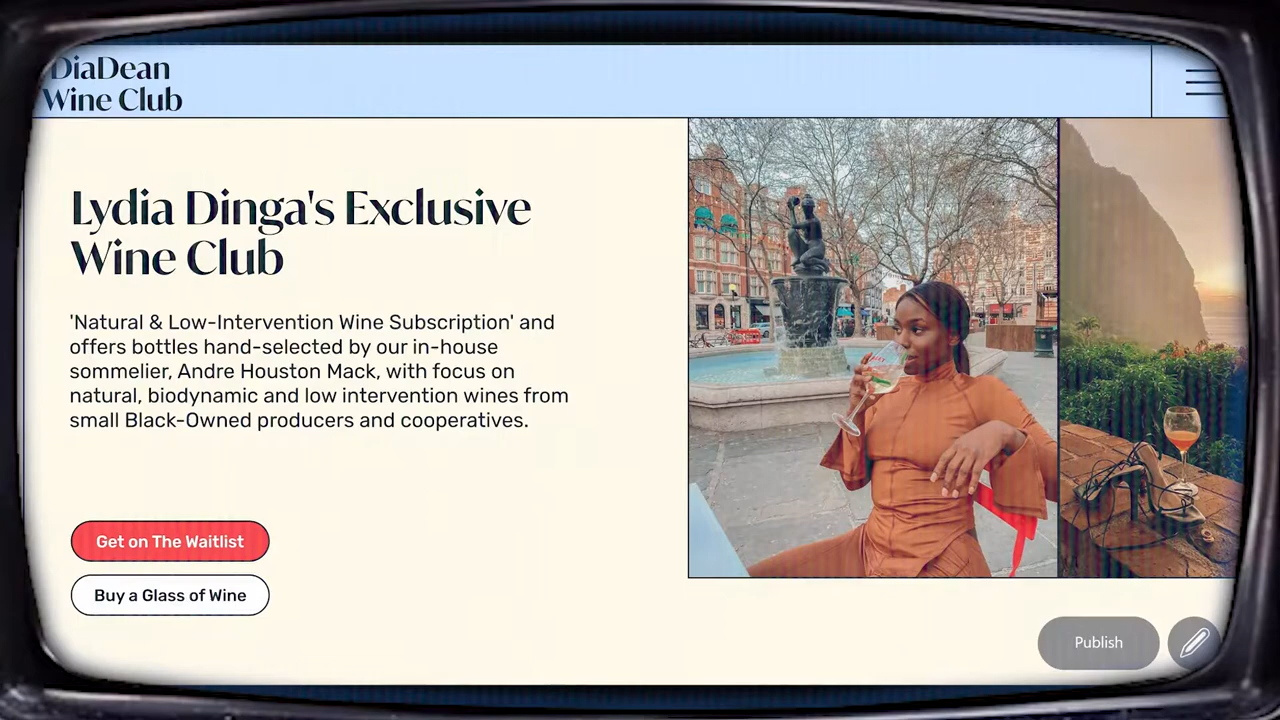 DiaDean
Wine Club
Lydia Dinga's Exclusive
Wine Club
'Natural & Low-Intervention Wine Subscription' and
offers bottles hand-selected by our in-house
sommelier, Andre Houston Mack, with focus on
natural, biodynamic and low intervention wines from
small Black-Owned producers and cooperatives.
Get on The Waitlist
Buy a Glass of Wine
Publish